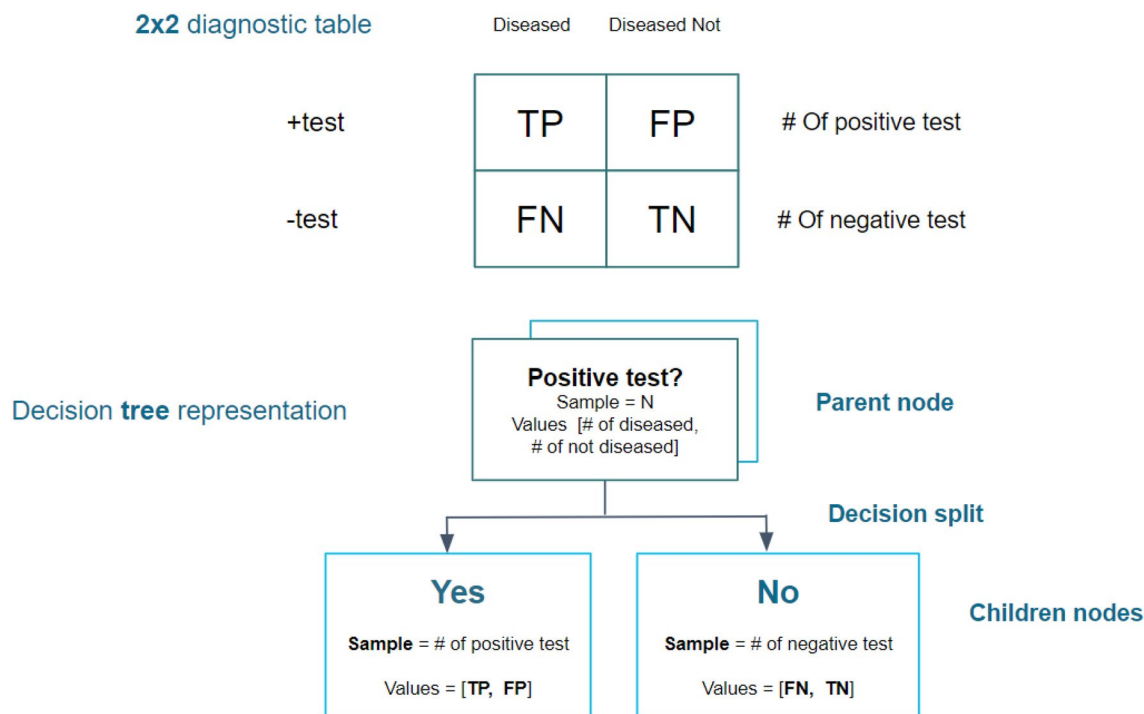 2x2 diagnostic table
Diseased
Diseased Not
+test
TP
FP
# Of positive test
-test
FN
TN
# Of negative test
Decision tree representation
Positive test?
Sample = N
Values [# of diseased,
# of not diseased]
Parent node
Decision split
Yes
Sample = # of positive test
Values = [TP, FP]
No
Sample = # of negative test
Values = [FN, TN]
Children nodes